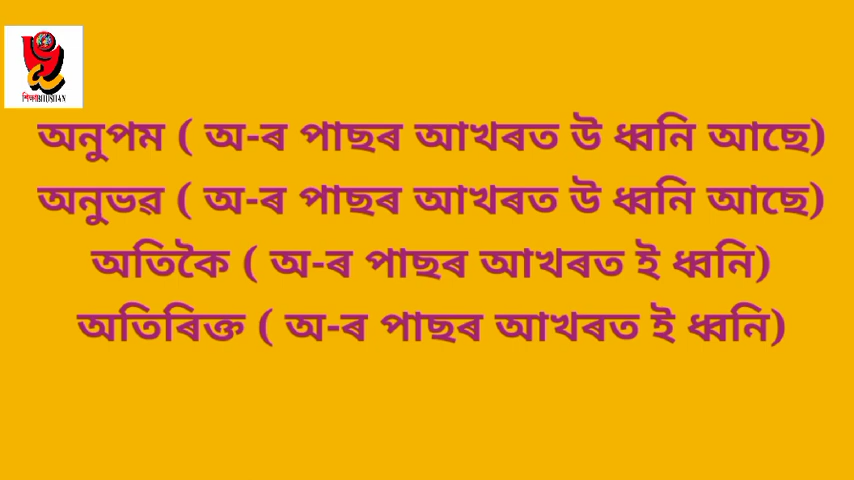 শিক্ষাBHUSHAN
অনুপম ( অ-ৰ পাছৰ আখৰত উ ধ্বনি আছে)
অনুভৱ ( অ-ৰ পাছৰ আখৰত উ ধ্বনি আছে)
অতিকৈ ( অ-ৰ পাছৰ আখৰত ই ধ্বনি)
অতিৰিক্ত ( অ-ৰ পাছৰ আখৰত ই ধ্বনি)